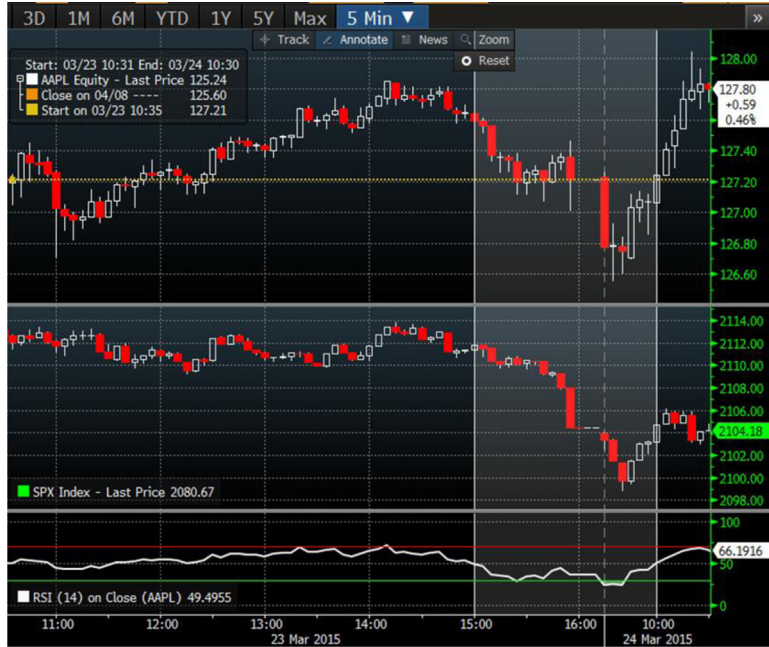 3D 1M 6M YTD 1Y 5Y Max 5 Min ▼ »
Track Annotate News Zoom
Reset
Start: 03/23 10:31 End: 03/24 10:30
AAPL Equity - Last Price 125.24
Close on 04/08 ---- 125.60
Start on 03/23 10:35 127.21
128.00
127.80
+0.59
0.46%
127.40
127.20
127.00
126.80
126.60
2114.00
2110.00
2108.00
2106.00
2104.18
2102.00
2100.00
2098.00
SPX Index - Last Price 2080.67
100
66.1916
50
0
RSI (14) on Close (AAPL) 49.4955
11:00 12:00 13:00 14:00 15:00 16:00 10:00
23 Mar 2015 24 Mar 2015